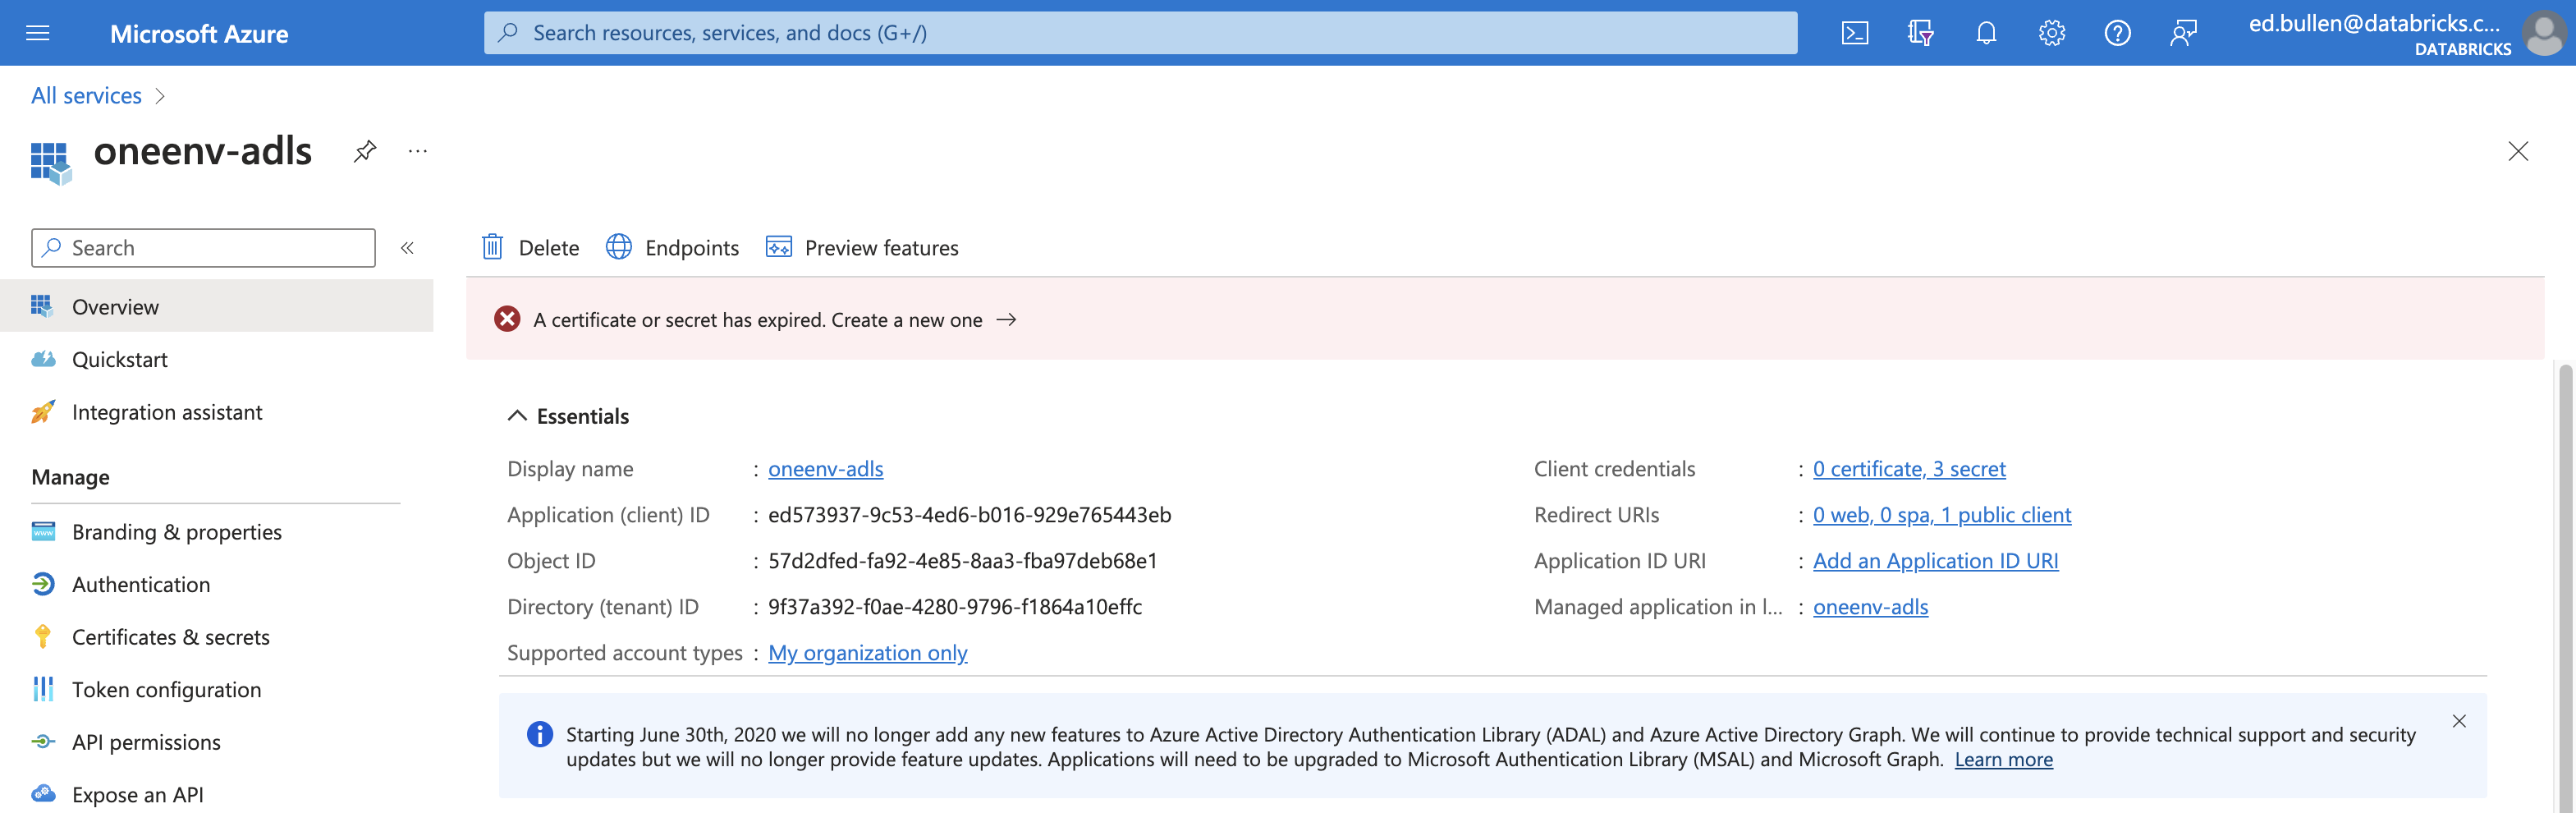 Microsoft Azure
Search resources, services, and docs (G+/)
ed.bullen@databricks.c...
DATABRICKS
All services
oneenv-adls
Search
Delete
Endpoints
Preview features
Overview
Quickstart
Integration assistant
Manage
Branding & properties
Authentication
Certificates & secrets
Token configuration
API permissions
Expose an API
A certificate or secret has expired. Create a new one →
Essentials
Display name : oneenv-adls
Application (client) ID : ed573937-9c53-4ed6-b016-929e765443eb
Object ID : 57d2dfed-fa92-4e85-8aa3-fba97deb68e1
Directory (tenant) ID : 9f37a392-f0ae-4280-9796-f1864a10effc
Supported account types : My organization only
Client credentials : 0 certificate, 3 secret
Redirect URIs : 0 web, 0 spa, 1 public client
Application ID URI : Add an Application ID URI
Managed application in l... : oneenv-adls
Starting June 30th, 2020 we will no longer add any new features to Azure Active Directory Authentication Library (ADAL) and Azure Active Directory Graph. We will continue to provide technical support and security
updates but we will no longer provide feature updates. Applications will need to be upgraded to Microsoft Authentication Library (MSAL) and Microsoft Graph. Learn more